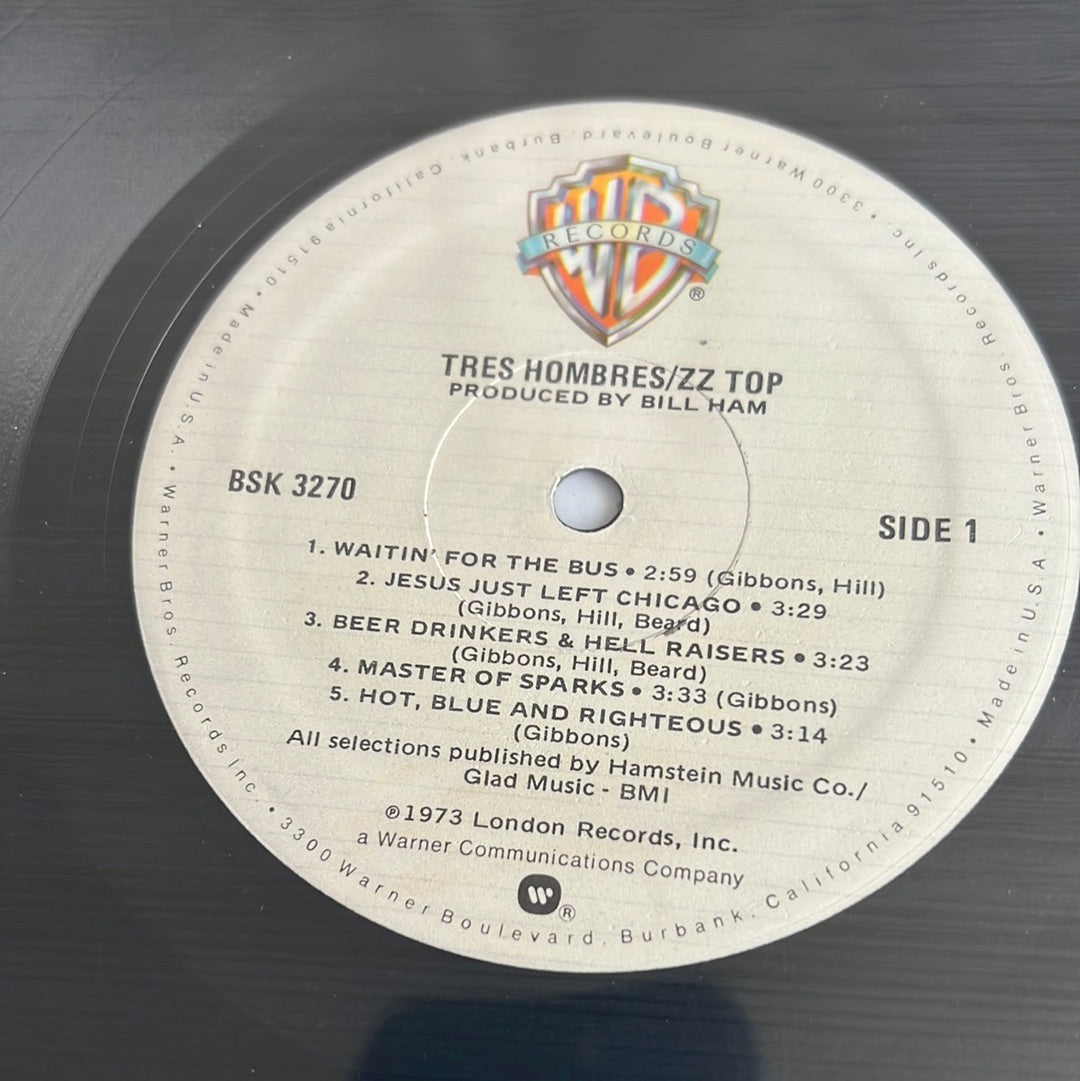 WB
RECORDS
®
TRES HOMBRES/ZZ TOP
PRODUCED BY BILL HAM
BSK 3270
SIDE 1
1. WAITIN' FOR THE BUS • 2:59 (Gibbons, Hill)
2. JESUS JUST LEFT CHICAGO • 3:29
(Gibbons, Hill, Beard)
3. BEER DRINKERS & HELL RAISERS • 3:23
(Gibbons, Hill, Beard)
4. MASTER OF SPARKS • 3:33 (Gibbons)
5. HOT, BLUE AND RIGHTEOUS • 3:14
(Gibbons)
All selections published by Hamstein Music Co./
Glad Music - BMI
℗1973 London Records, Inc.
a Warner Communications Company
W®
Warner Bros. Records Inc. • 3300 Warner Boulevard, Burbank, California 91510 • Made in U.S.A. • Warner Bros. Records Inc. • 3300 Warner Boulevard, Burbank, California 91510 • Made in U.S.A. •